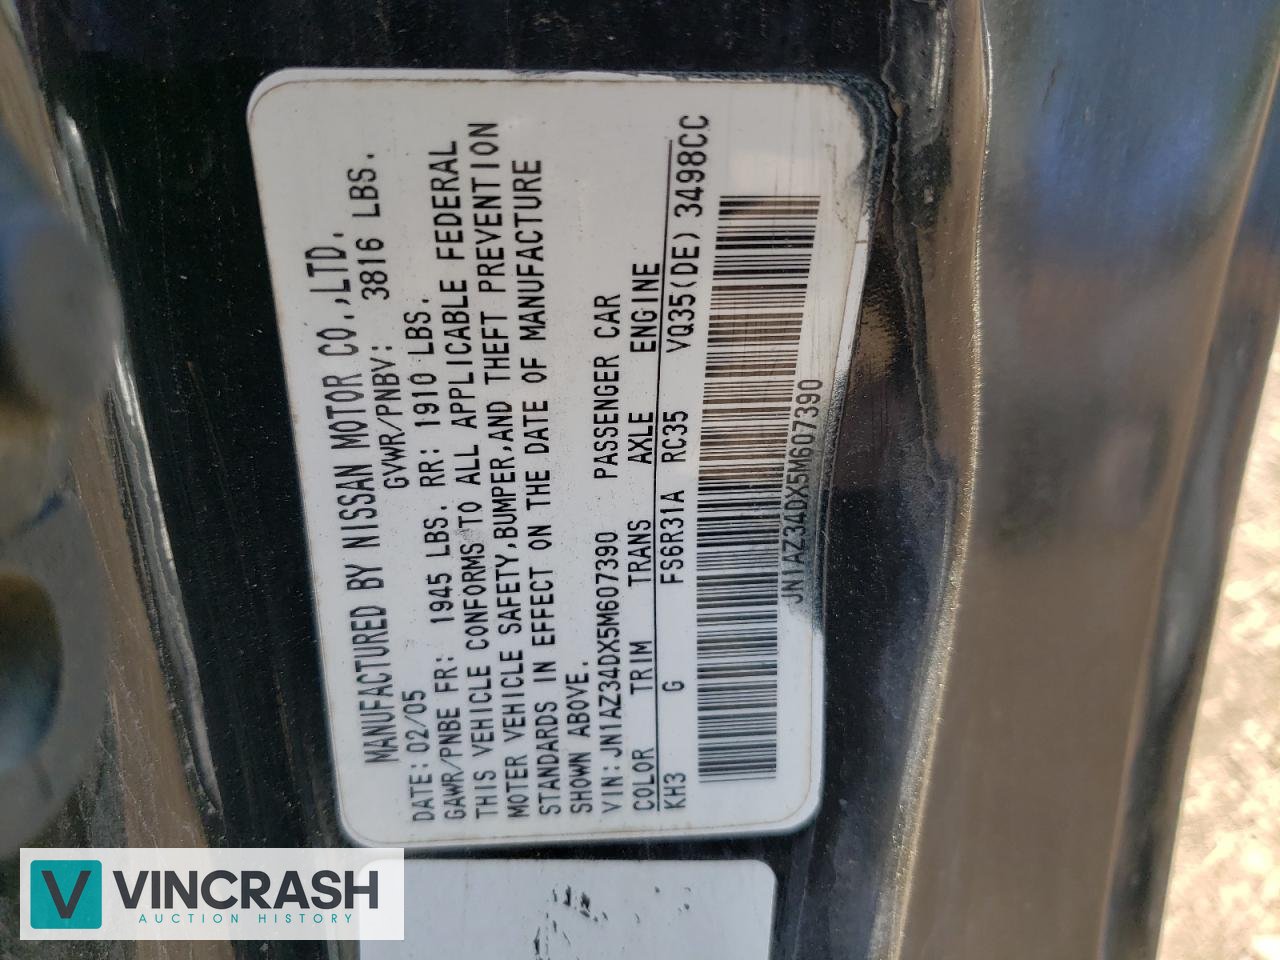 MANUFACTURED BY NISSAN MOTOR CO.,LTD.
DATE: 02/05 GVWR/PNBV: 3816 LBS.
GAWR/PNBE FR: 1945 LBS. RR: 1910 LBS.
THIS VEHICLE CONFORMS TO ALL APPLICABLE FEDERAL
MOTER VEHICLE SAFETY,BUMPER,AND THEFT PREVENTION
STANDARDS IN EFFECT ON THE DATE OF MANUFACTURE
SHOWN ABOVE.
VIN:JN1AZ34DX5M607390 PASSENGER CAR
COLOR TRIM TRANS AXLE ENGINE
KH3 G FS6R31A RC35 VQ35(DE) 3498CC
JN1AZ34DX5M607390
V VINCRASH
AUCTION HISTORY